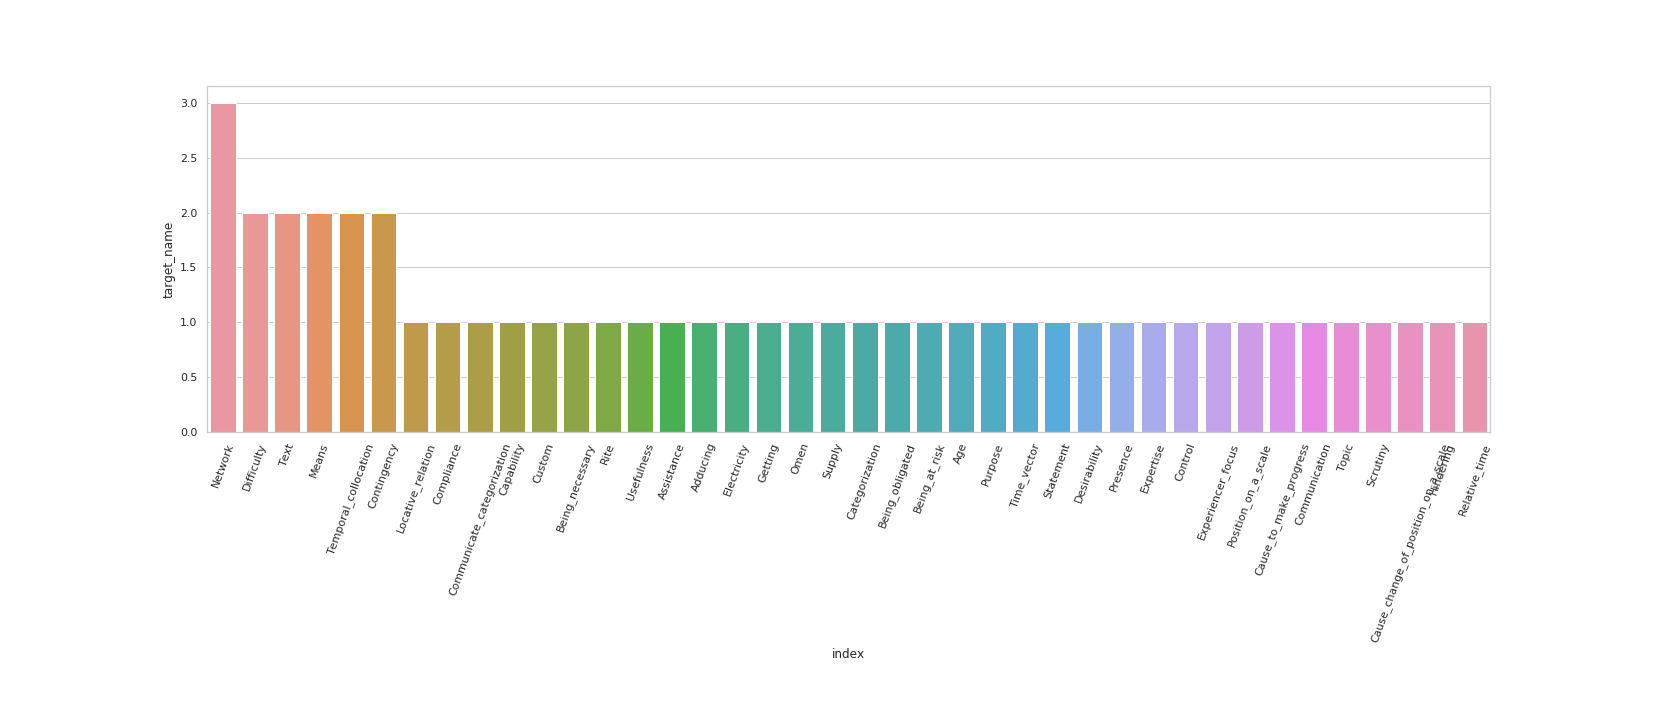 3.0
2.5
2.0
1.5
1.0
0.5
0.0
target_name
Network
Difficulty
Text
Means
Temporal_collocation
Contingency
Locative_relation
Compliance
Communicate_categorization
Capability
Custom
Being_necessary
Rite
Usefulness
Assistance
Adducing
Electricity
Getting
Omen
Supply
Categorization
Being_obligated
Being_at_risk
Age
Purpose
Time_vector
Statement
Desirability
Presence
Expertise
Control
Experiencer_focus
Position_on_a_scale
Cause_to_make_progress
Communication
Topic
Scrutiny
Cause_change_of_position_on_a_scale
Hindering
Relative_time
index